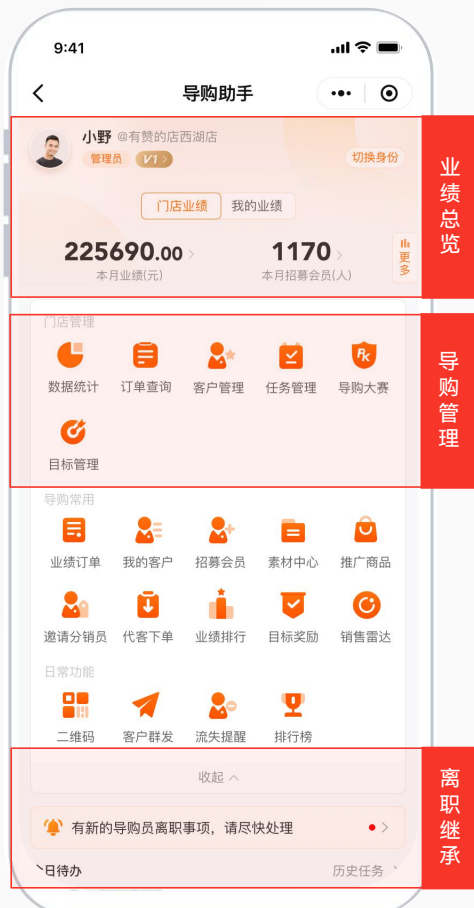 9:41
导购助手
小野 @有赞的店西湖店
管理员 V1
切换身份
门店业绩 我的业绩
225690.00
本月业绩(元)
1170
本月招募会员(人)
更多
业绩总览
门店管理
数据统计 订单查询 客户管理 任务管理 导购大赛
目标管理
导购管理
导购常用
业绩订单 我的客户 招募会员 素材中心 推广商品
邀请分销员 代客下单 业绩排行 目标奖励 销售雷达
日常功能
二维码 客户群发 流失提醒 排行榜
收起
有新的导购员离职事项，请尽快处理
日待办 历史任务
离职继承